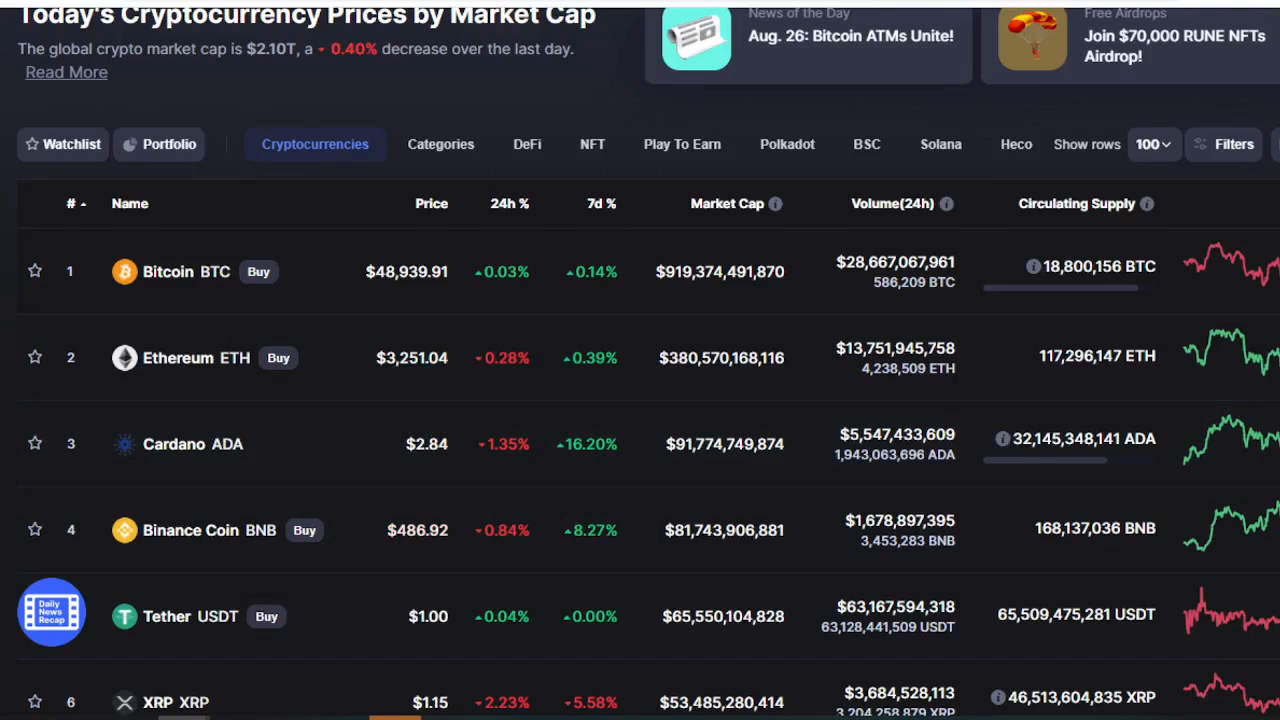 Today's Cryptocurrency Prices by Market Cap
The global crypto market cap is $2.10T, a 0.40% decrease over the last day.
Read More
News of the Day
Aug. 26: Bitcoin ATMs Unite!
Free Airdrops
Join $70,000 RUNE NFTs
Airdrop!
Watchlist Portfolio Cryptocurrencies Categories DeFi NFT Play To Earn Polkadot BSC Solana Heco Show rows 100 Filters
# Name Price 24h % 7d % Market Cap Volume(24h) Circulating Supply
1 Bitcoin BTC Buy $48,939.91 0.03% 0.14% $919,374,491,870 $28,667,067,961 18,800,156 BTC
586,209 BTC
2 Ethereum ETH Buy $3,251.04 0.28% 0.39% $380,570,168,116 $13,751,945,758 117,296,147 ETH
4,238,509 ETH
3 Cardano ADA $2.84 1.35% 16.20% $91,774,749,874 $5,547,433,609 32,145,348,141 ADA
1,943,063,696 ADA
4 Binance Coin BNB Buy $486.92 0.84% 8.27% $81,743,906,881 $1,678,897,395 168,137,036 BNB
3,453,283 BNB
Daily
News
Recap
Tether USDT Buy $1.00 0.04% 0.00% $65,550,104,828 $63,167,594,318 65,509,475,281 USDT
63,128,441,509 USDT
6 XRP XRP $1.15 2.23% 5.58% $53,485,280,414 $3,684,528,113 46,513,604,835 XRP
3,204,258,879 XRP